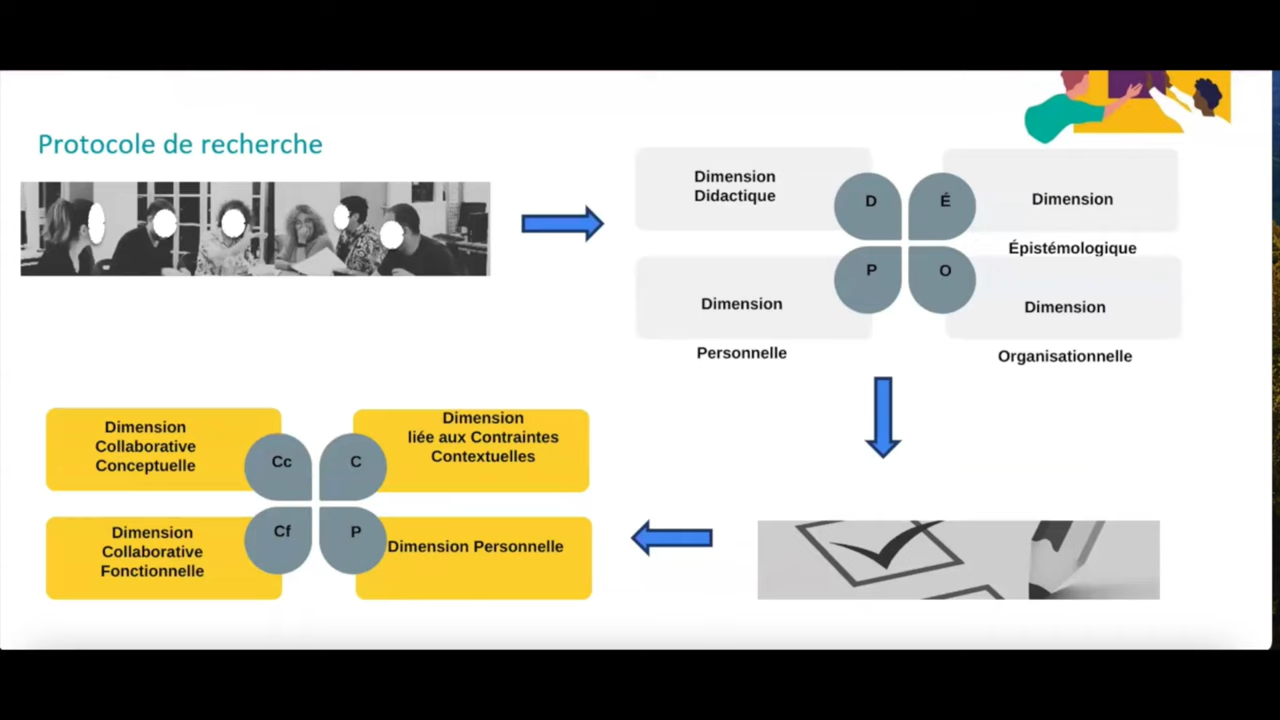 Protocole de recherche
Dimension
Didactique
D
É
Dimension
Épistémologique
P
O
Dimension
Personnelle
Dimension
Organisationnelle
Dimension
Collaborative
Conceptuelle
Cc
C
Dimension
liée aux Contraintes
Contextuelles
Dimension
Collaborative
Fonctionnelle
Cf
P
Dimension Personnelle